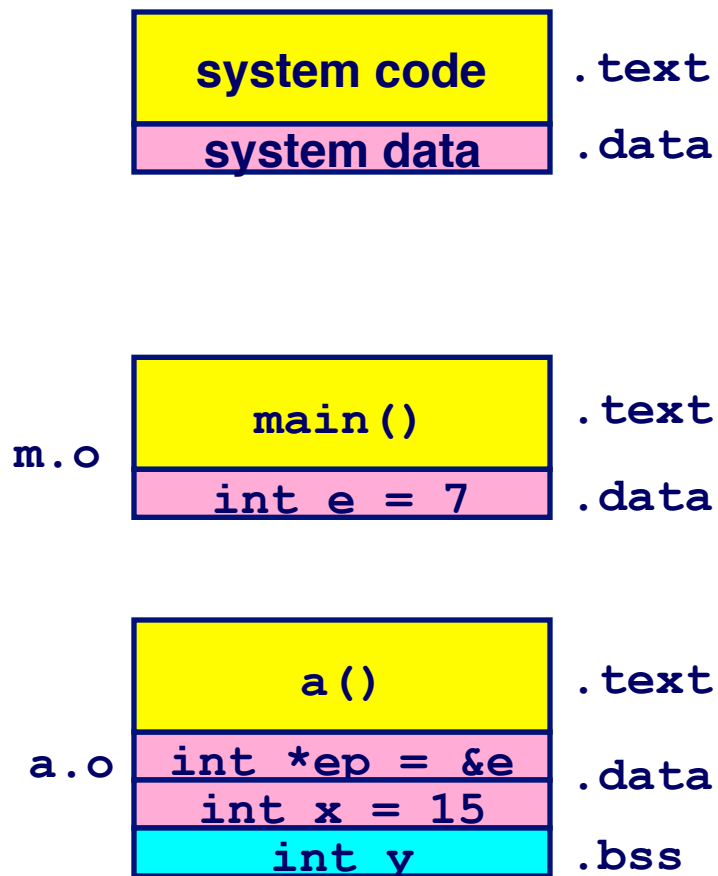 system code .text
system data .data
main() .text
m.o
int e = 7 .data
a() .text
a.o int *ep = &e .data
int x = 15
int y .bss